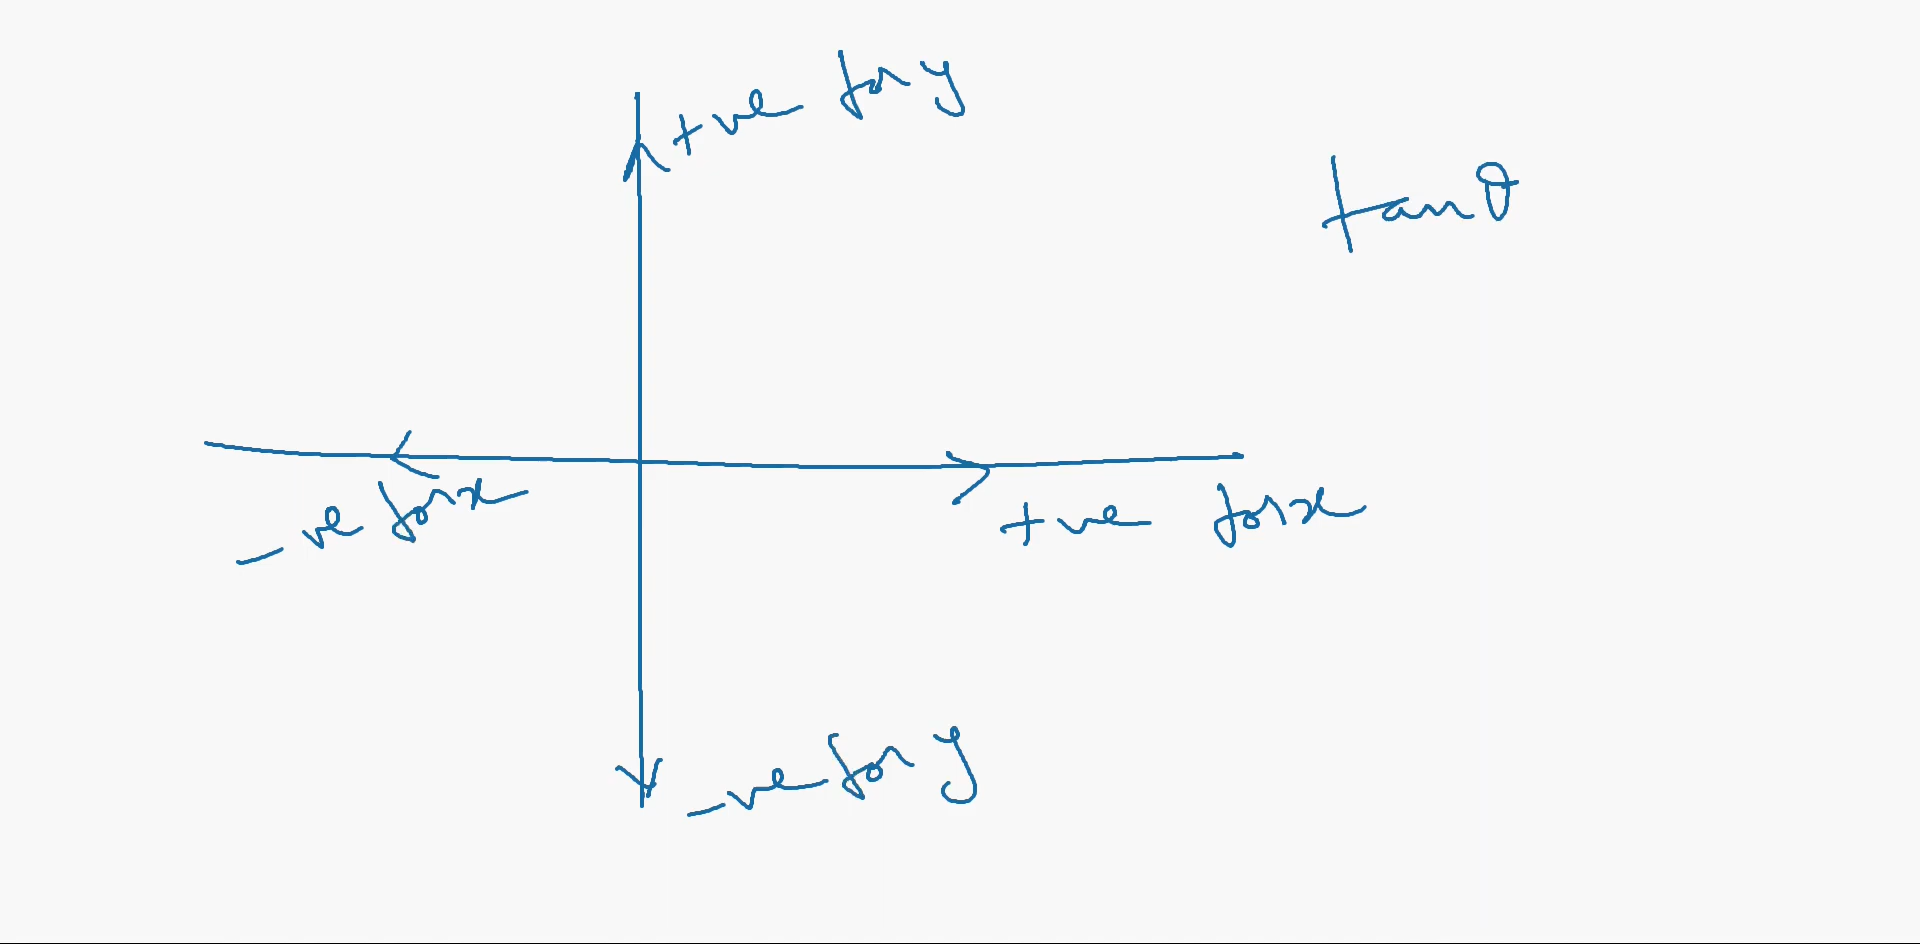 +ve for y
tanθ
-ve for x
+ve for x
-ve for y